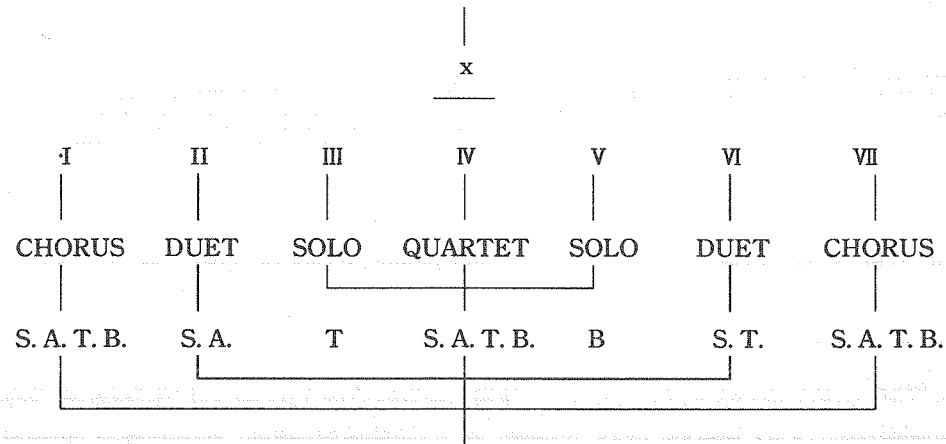 x
I II III IV V VI VII
CHORUS DUET SOLO QUARTET SOLO DUET CHORUS
S. A. T. B. S. A. T S. A. T. B. B S. T. S. A. T. B.